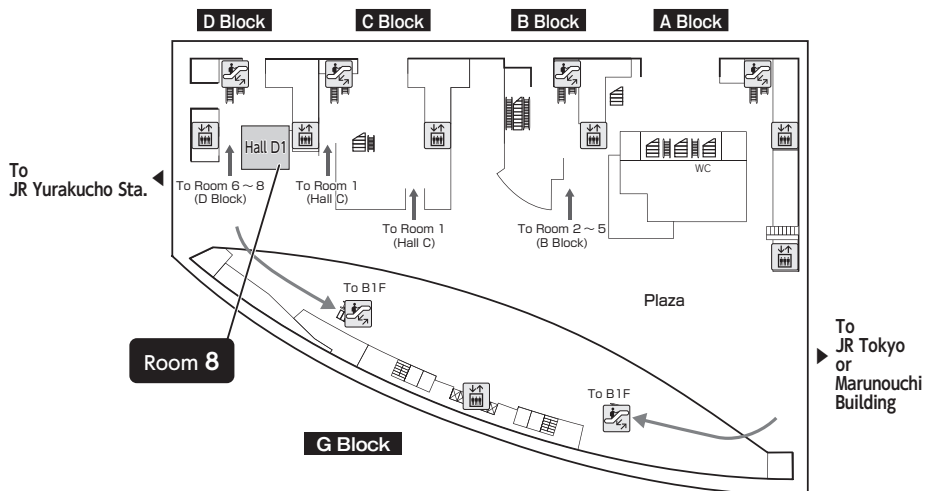 D Block
C Block
B Block
A Block
Hall D1
WC
To
JR Yurakucho Sta.
To Room 6～8
(D Block)
To Room 1
(Hall C)
To Room 1
(Hall C)
To Room 2～5
(B Block)
To B1F
Plaza
Room 8
To
JR Tokyo
or
Marunouchi
Building
To B1F
G Block